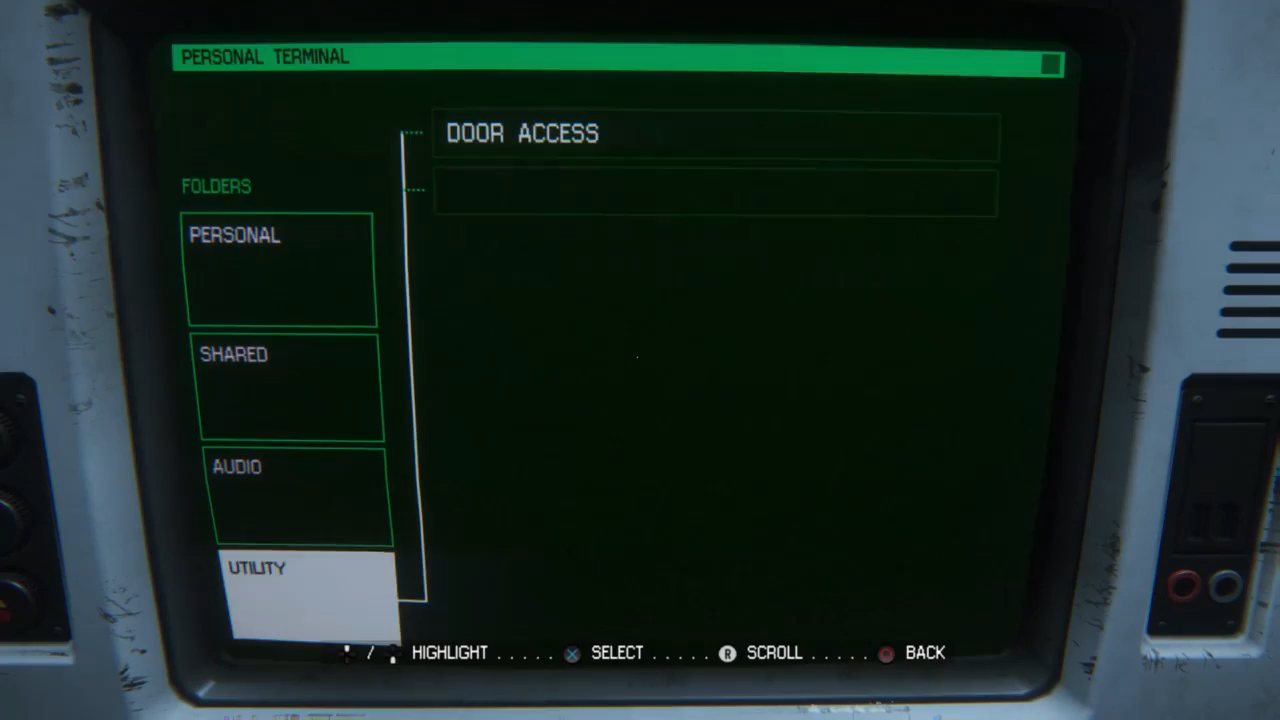 PERSONAL TERMINAL
DOOR ACCESS
FOLDERS
PERSONAL
SHARED
AUDIO
UTILITY
/ HIGHLIGHT ..... SELECT ..... R SCROLL ..... BACK